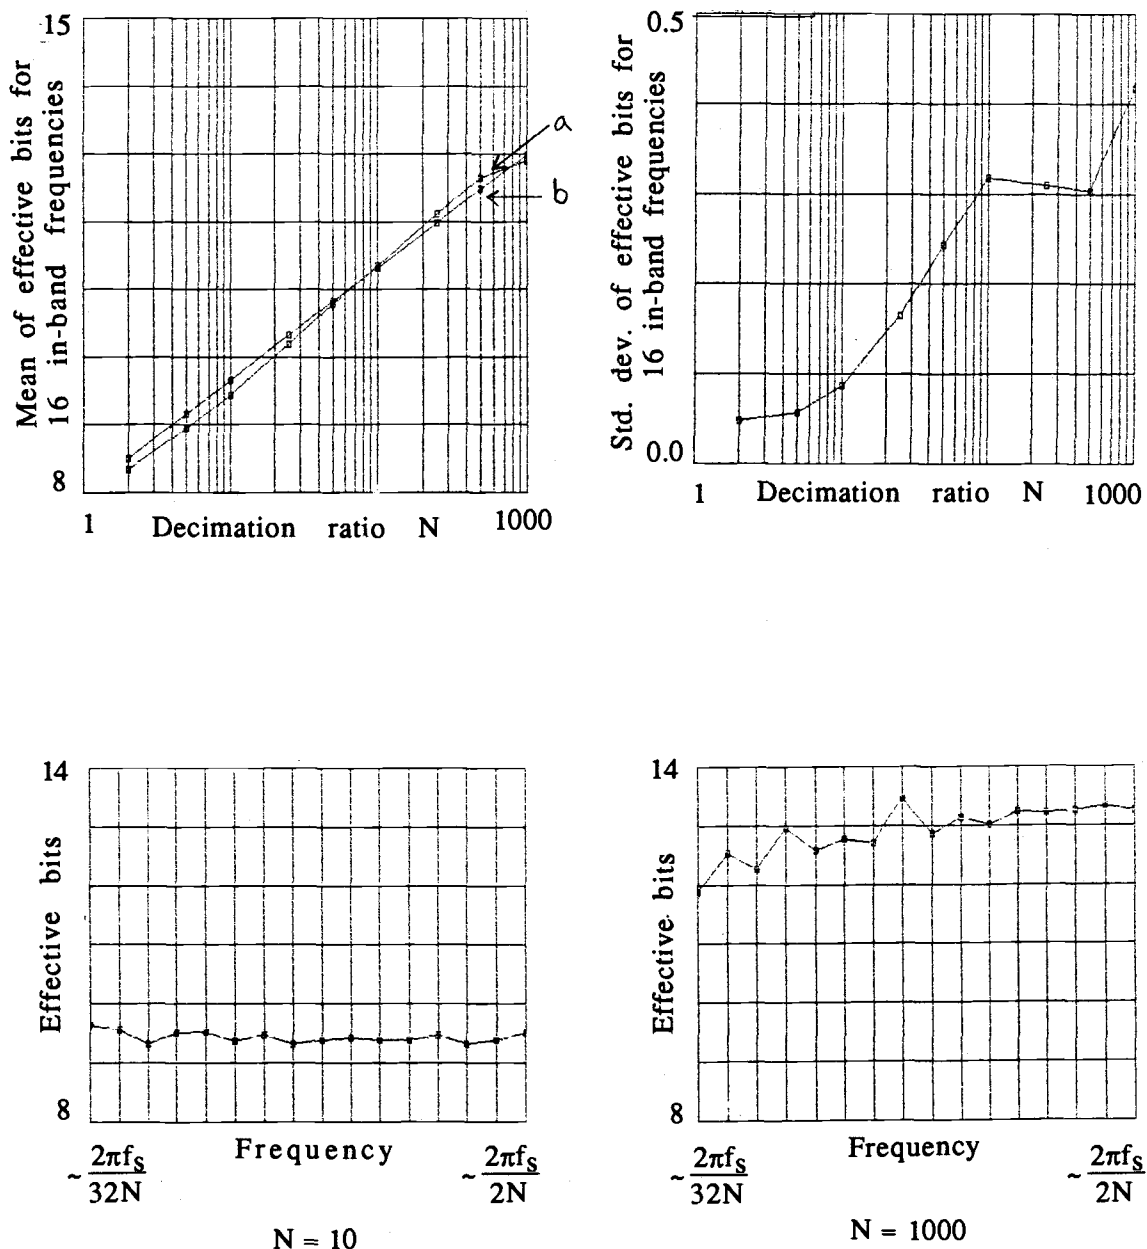 15
Mean of effective bits for
16 in-band frequencies
8
1 Decimation ratio N 1000
a
b
0.5
Std. dev. of effective bits for
16 in-band frequencies
0.0
1 Decimation ratio N 1000
14
Effective bits
8
~ 2πfs
32N
Frequency
~ 2πfs
2N
N = 10
14
Effective bits
8
~ 2πfs
32N
Frequency
~ 2πfs
2N
N = 1000